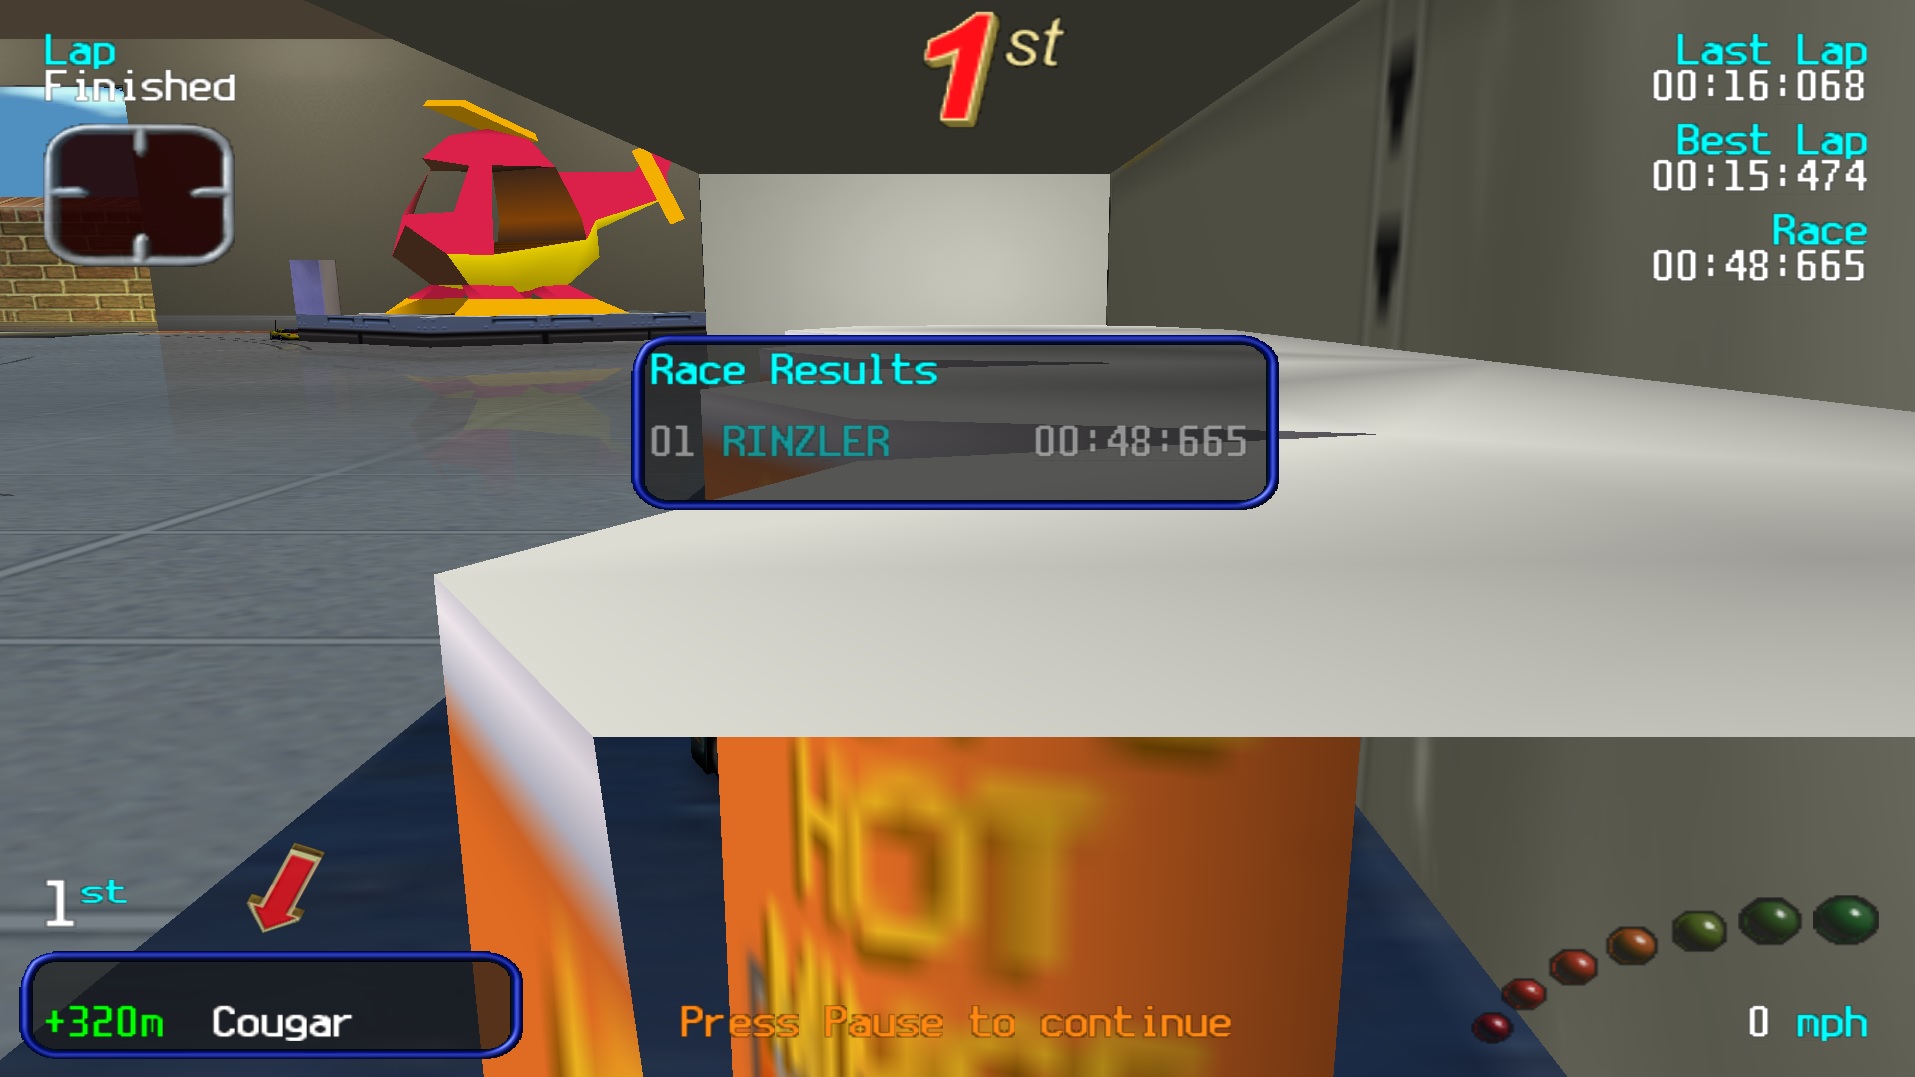 Lap
Finished
1st
Last Lap
00:16:068
Best Lap
00:15:474
Race
00:48:665
Race Results
01 RINZLER 00:48:665
HOT
1st
+320m Cougar
Press Pause to continue
0 mph